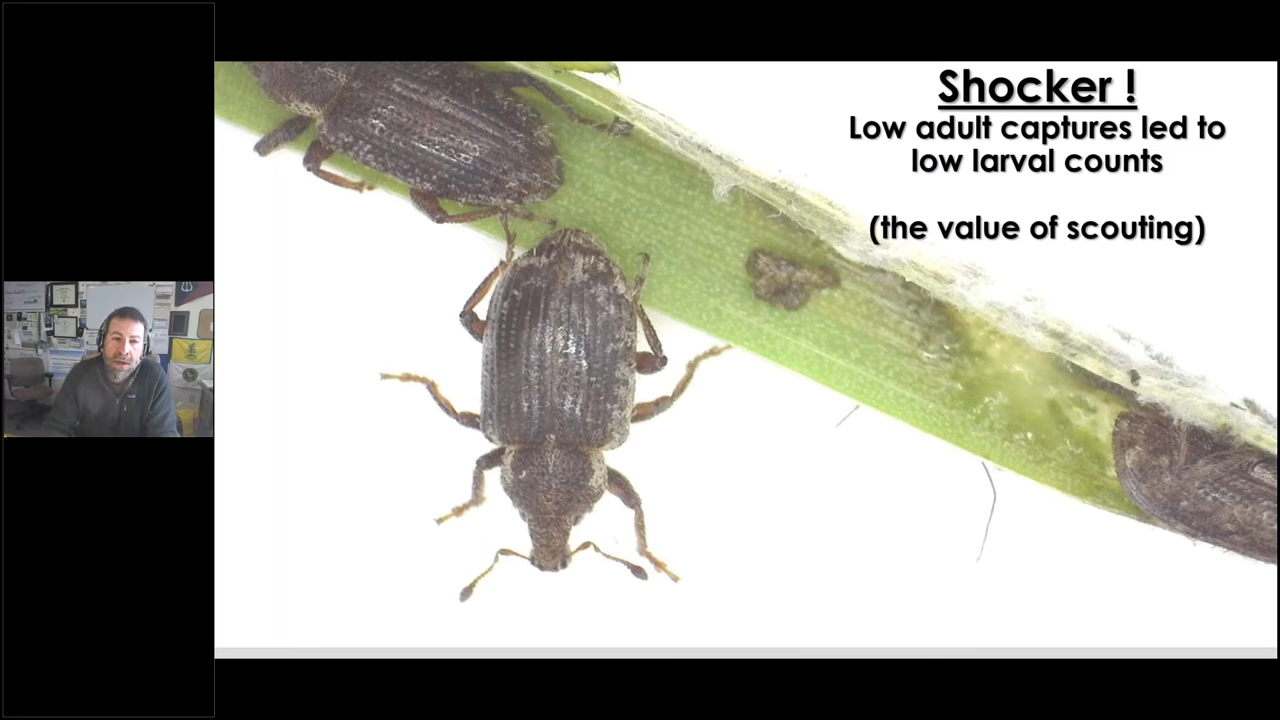 Shocker !
Low adult captures led to
low larval counts
(the value of scouting)